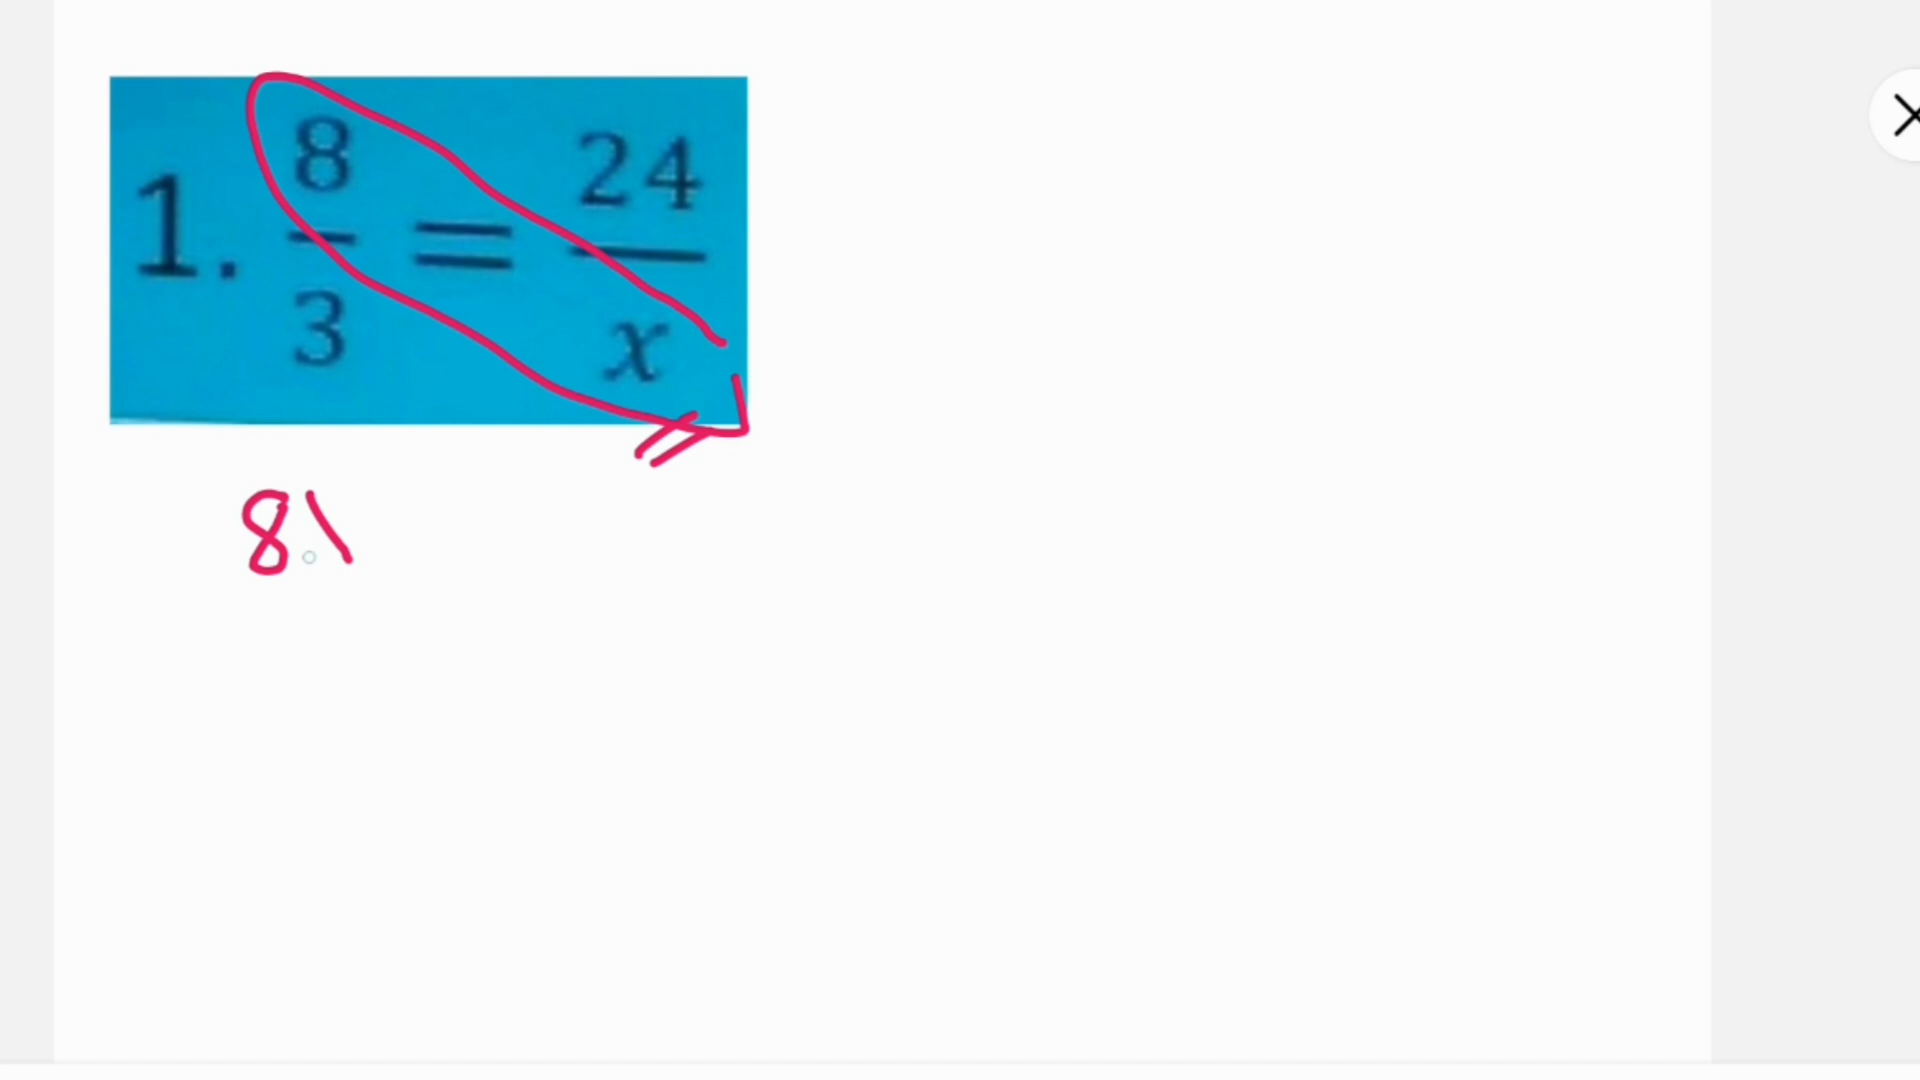 1. 8/3 = 24/x
8\